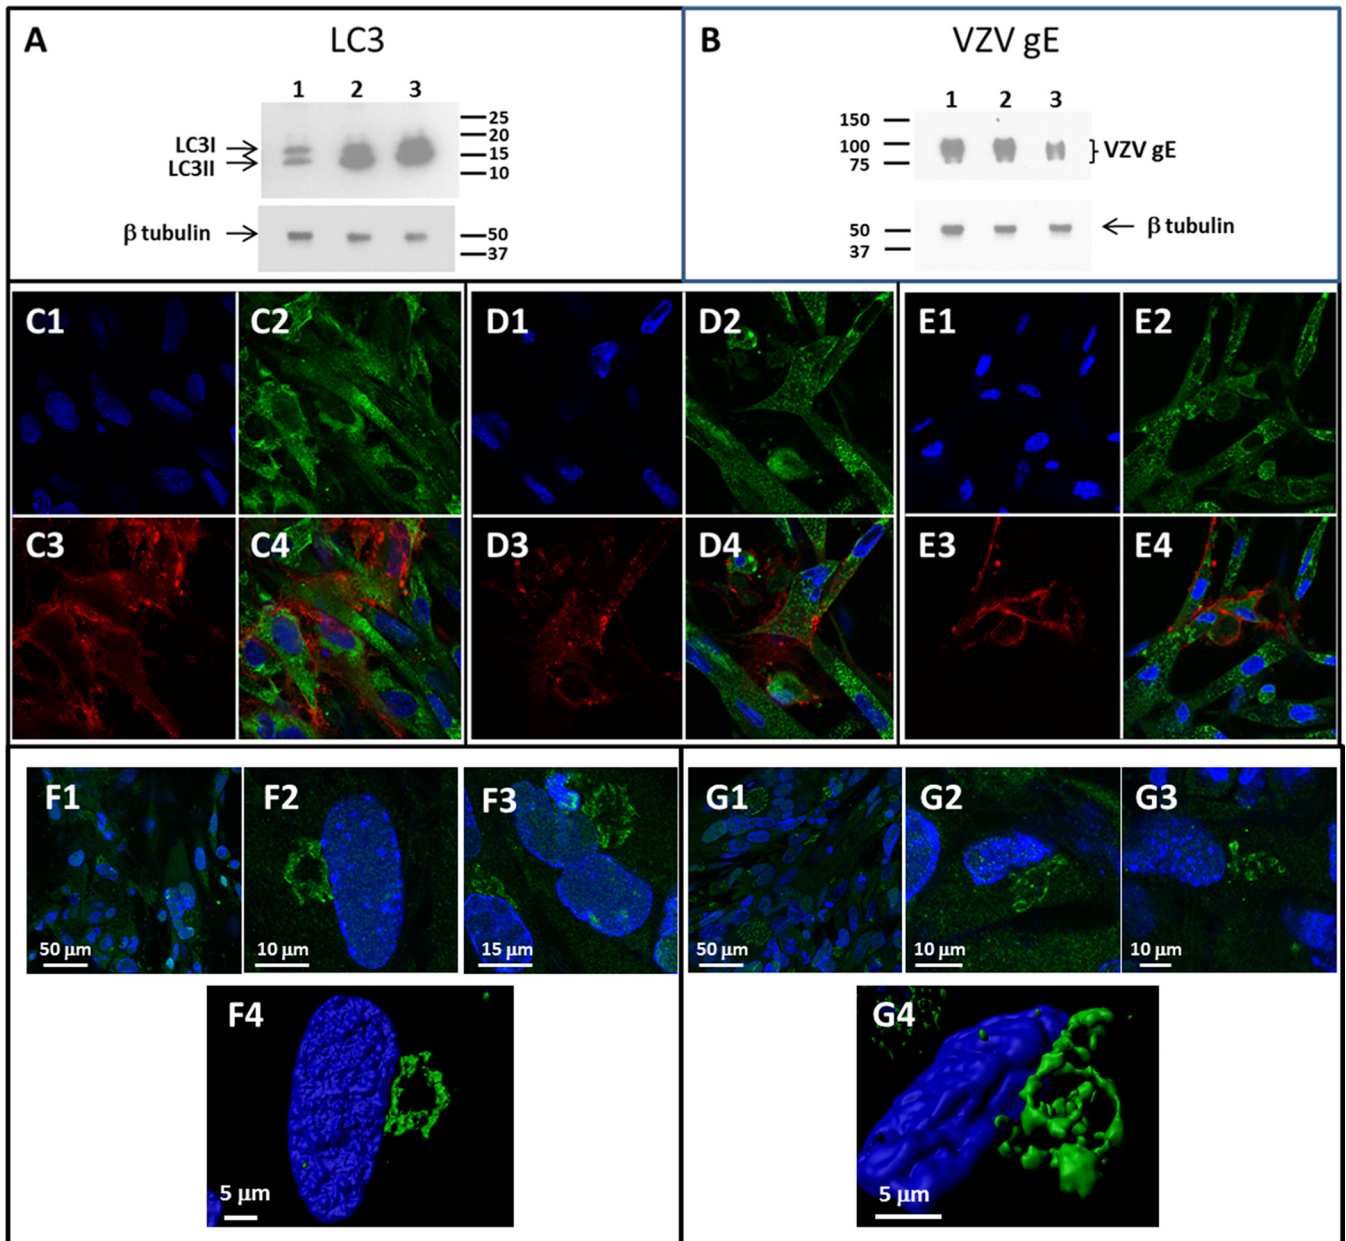 A LC3
1 2 3
LC3I
LC3II
25
20
15
10
β tubulin
50
37
B VZV gE
1 2 3
150
100
75
VZV gE
50
37
β tubulin
C1 C2 D1 D2 E1 E2
C3 C4 D3 D4 E3 E4
F1 F2 F3 G1 G2 G3
50 μm 10 μm 15 μm 50 μm 10 μm 10 μm
F4 G4
5 μm 5 μm